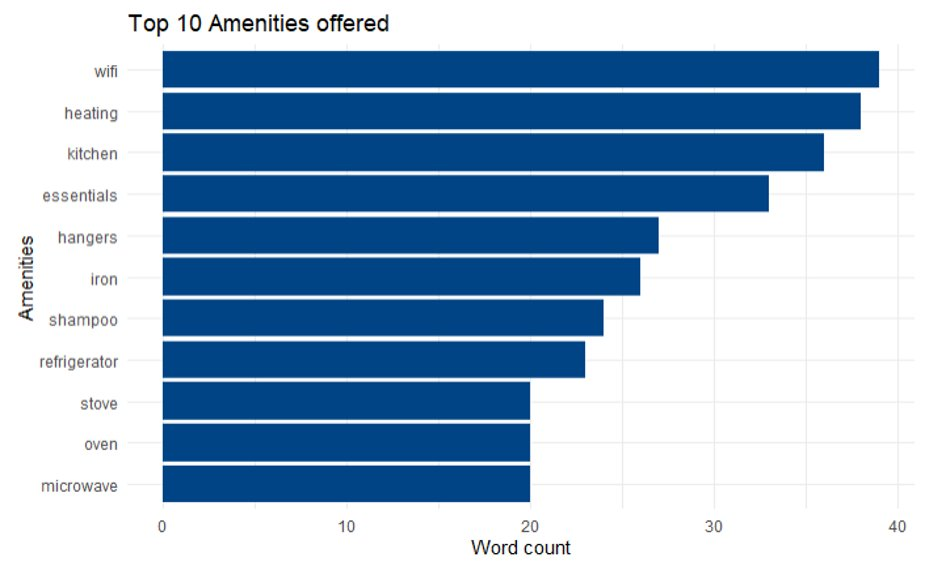 Top 10 Amenities offered
wifi
heating
kitchen
essentials
hangers
iron
shampoo
refrigerator
stove
oven
microwave
Amenities
0 10 20 30 40
Word count